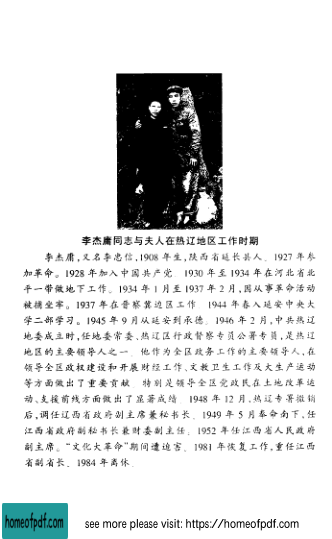 李杰庸同志与夫人在热辽地区工作时期
李杰庸,又名李忠信,1908年生,陕西省延长县人。1927年参
加革命。1928年加入中国共产党 1930年至1934年在河北省北
平一带做地下工作。1934年1月至1937年2月,因从事革命活动
被捕坐牢。1937年在晋察冀边区工作 1944年春入延安中央大
学二部学习。1945年9月从延安到承德。1946年2月,中共热辽
地委成立时,任地委常委、热辽区行政督察专员公署专员,是热辽
地区的主要领导人之一 他作为全区政务工作的主要领导人,在
领导全区政权建设和开展财经工作、文教卫生工作及大生产运动
等方面做出了重要贡献 特别是领导全区党政民在土地改革运
动、支援前线方面做出了显著成绩 1948年12月,热辽专署撤销
后,调任辽西省政府副主席兼秘书长。1949年5月奉命南下,任
江西省政府副秘书长兼财委副主任。1952年任江西省人民政府
副主席。“文化大革命”期间遭迫害。1981年恢复工作,重任江西
省副省长。1984年离休.
homeofpdf.com
see more please visit: https://homeofpdf.com